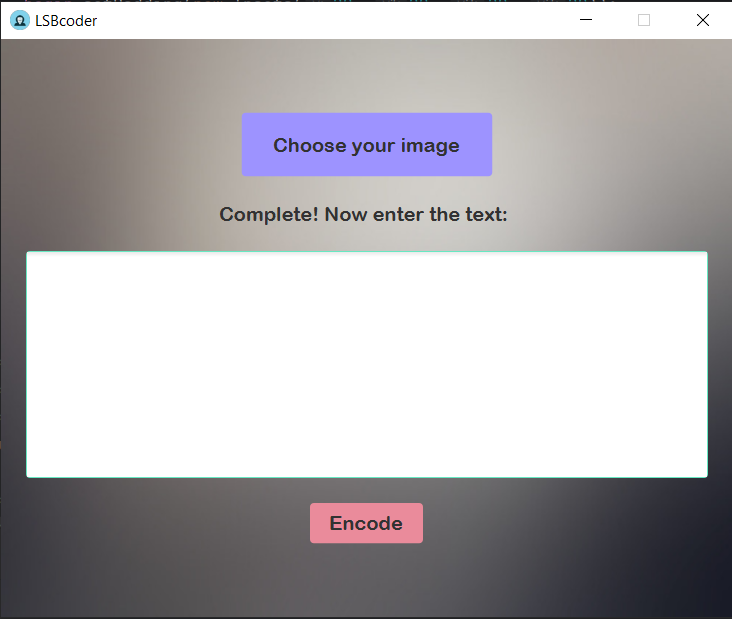 LSBcoder
Choose your image
Complete! Now enter the text:
Encode